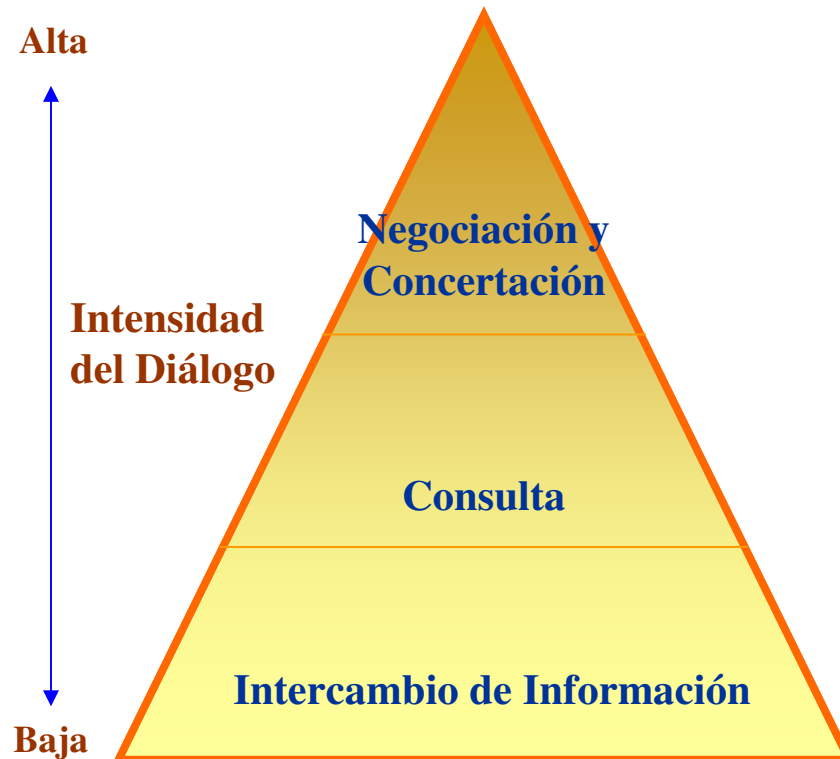 Alta
Negociación y
Concertación
Intensidad
del Diálogo
Consulta
Intercambio de Información
Baja